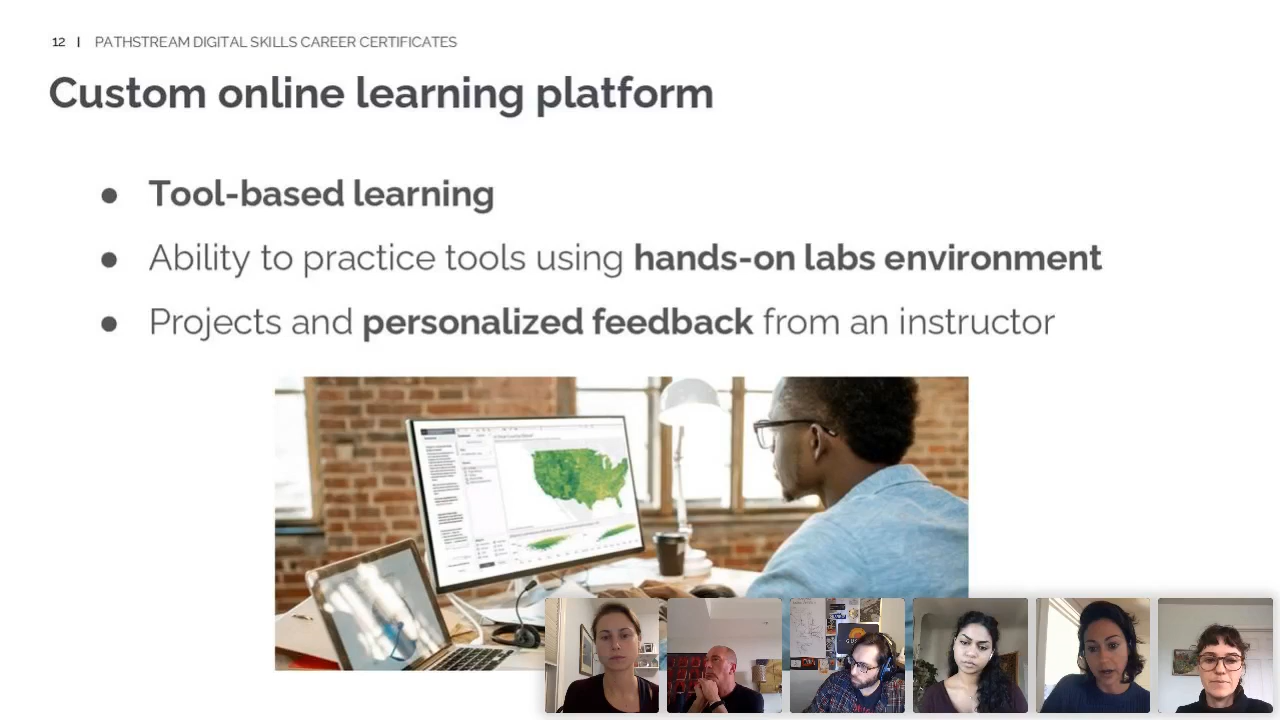 12 | PATHSTREAM DIGITAL SKILLS CAREER CERTIFICATES
Custom online learning platform
● Tool-based learning
● Ability to practice tools using hands-on labs environment
● Projects and personalized feedback from an instructor